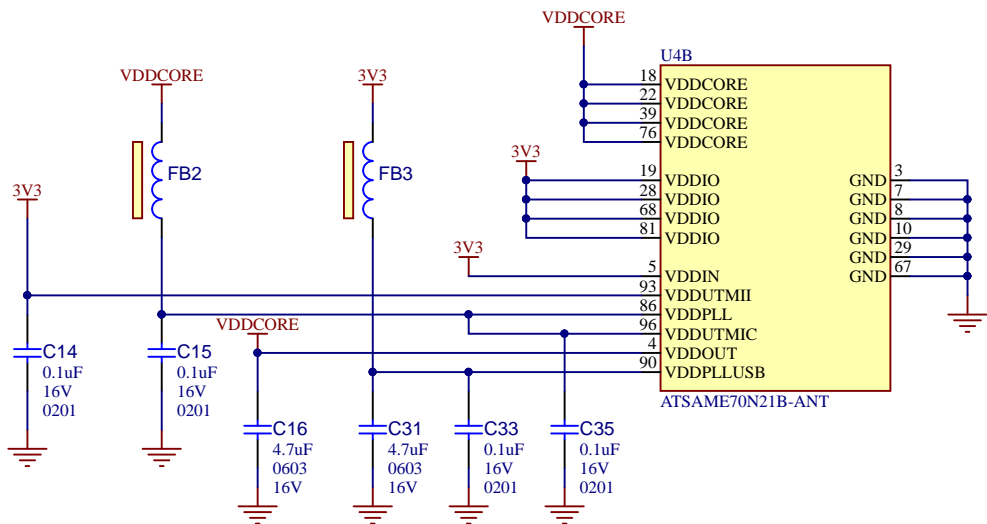 VDDCORE
U4B
VDDCORE
3V3
18 VDDCORE
22 VDDCORE
39 VDDCORE
76 VDDCORE
3V3
19 VDDIO
28 VDDIO
68 VDDIO
81 VDDIO
GND 3
GND 7
GND 8
GND 10
GND 29
GND 67
FB2
FB3
3V3
3V3
5 VDDIN
93 VDDUTMII
86 VDDPLL
96 VDDUTMIC
4 VDDOUT
90 VDDPLLUSB
ATSAME70N21B-ANT
VDDCORE
C14
0.1uF
16V
0201
C15
0.1uF
16V
0201
C16
4.7uF
0603
16V
C31
4.7uF
0603
16V
C33
0.1uF
16V
0201
C35
0.1uF
16V
0201